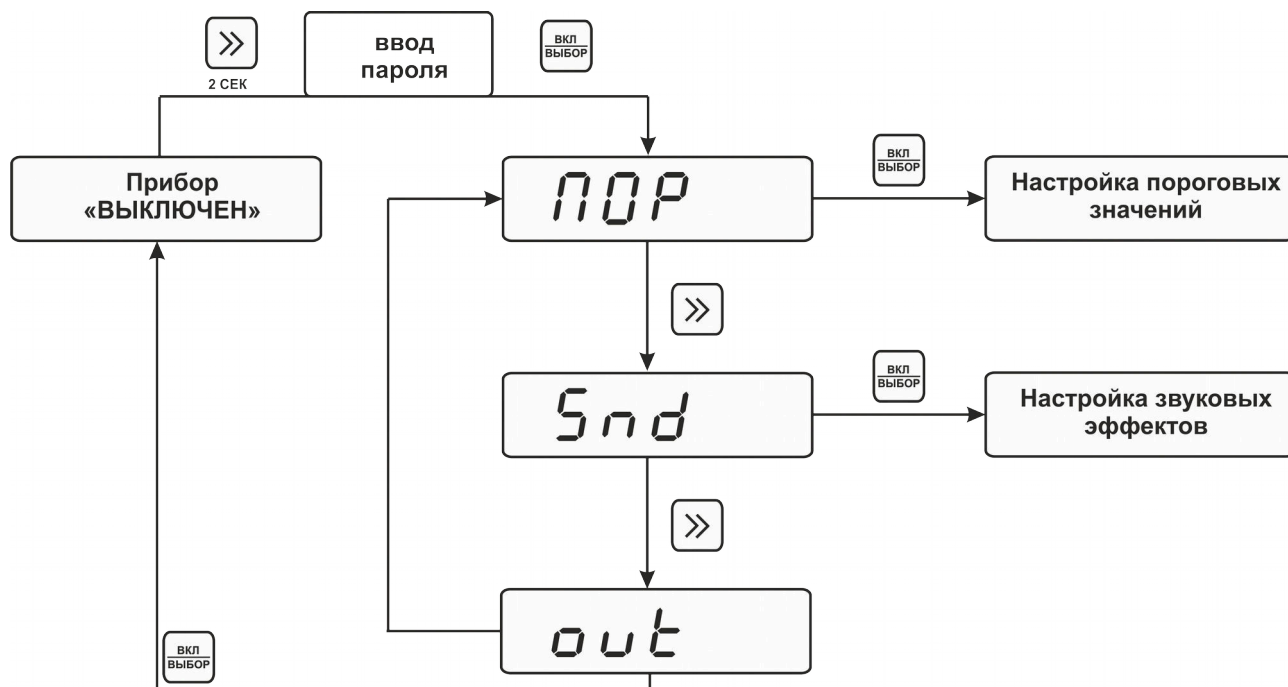 ввод
пароля
ВКЛ
ВЫБОР
2 СЕК
Прибор
«ВЫКЛЮЧЕН»
ПОР
ВКЛ
ВЫБОР
Настройка пороговых
значений
Snd
ВКЛ
ВЫБОР
Настройка звуковых
эффектов
out
ВКЛ
ВЫБОР